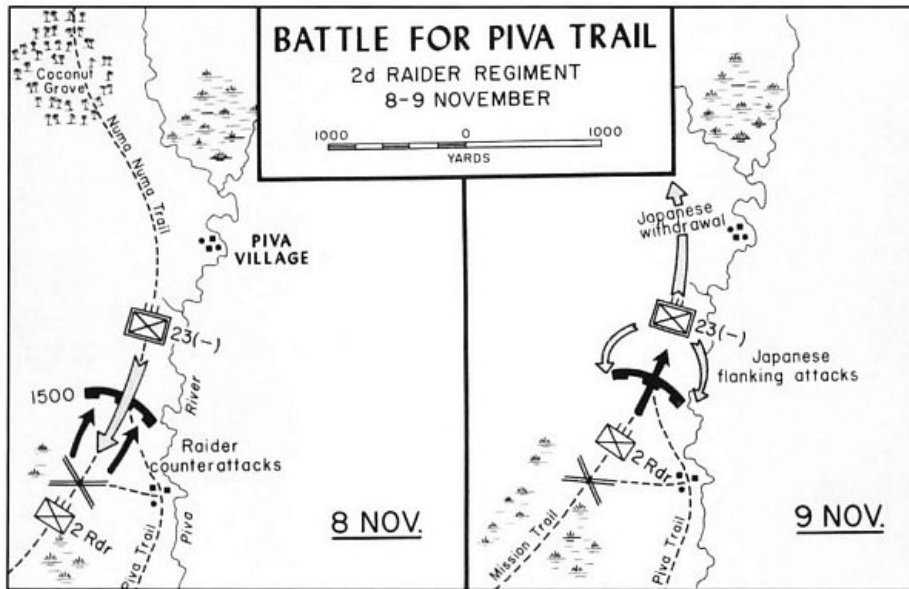 BATTLE FOR PIVA TRAIL
2d RAIDER REGIMENT
8-9 NOVEMBER
1000 0 1000
YARDS
Coconut
Grove
Numa Numa Trail
PIVA
VILLAGE
23(-)
1500
River
Raider
counterattacks
2 Rdr
Piva Trail
Piva
8 NOV.
Japanese
withdrawal
23(-)
Japanese
flanking attacks
2 Rdr
Mission Trail
Piva Trail
9 NOV.